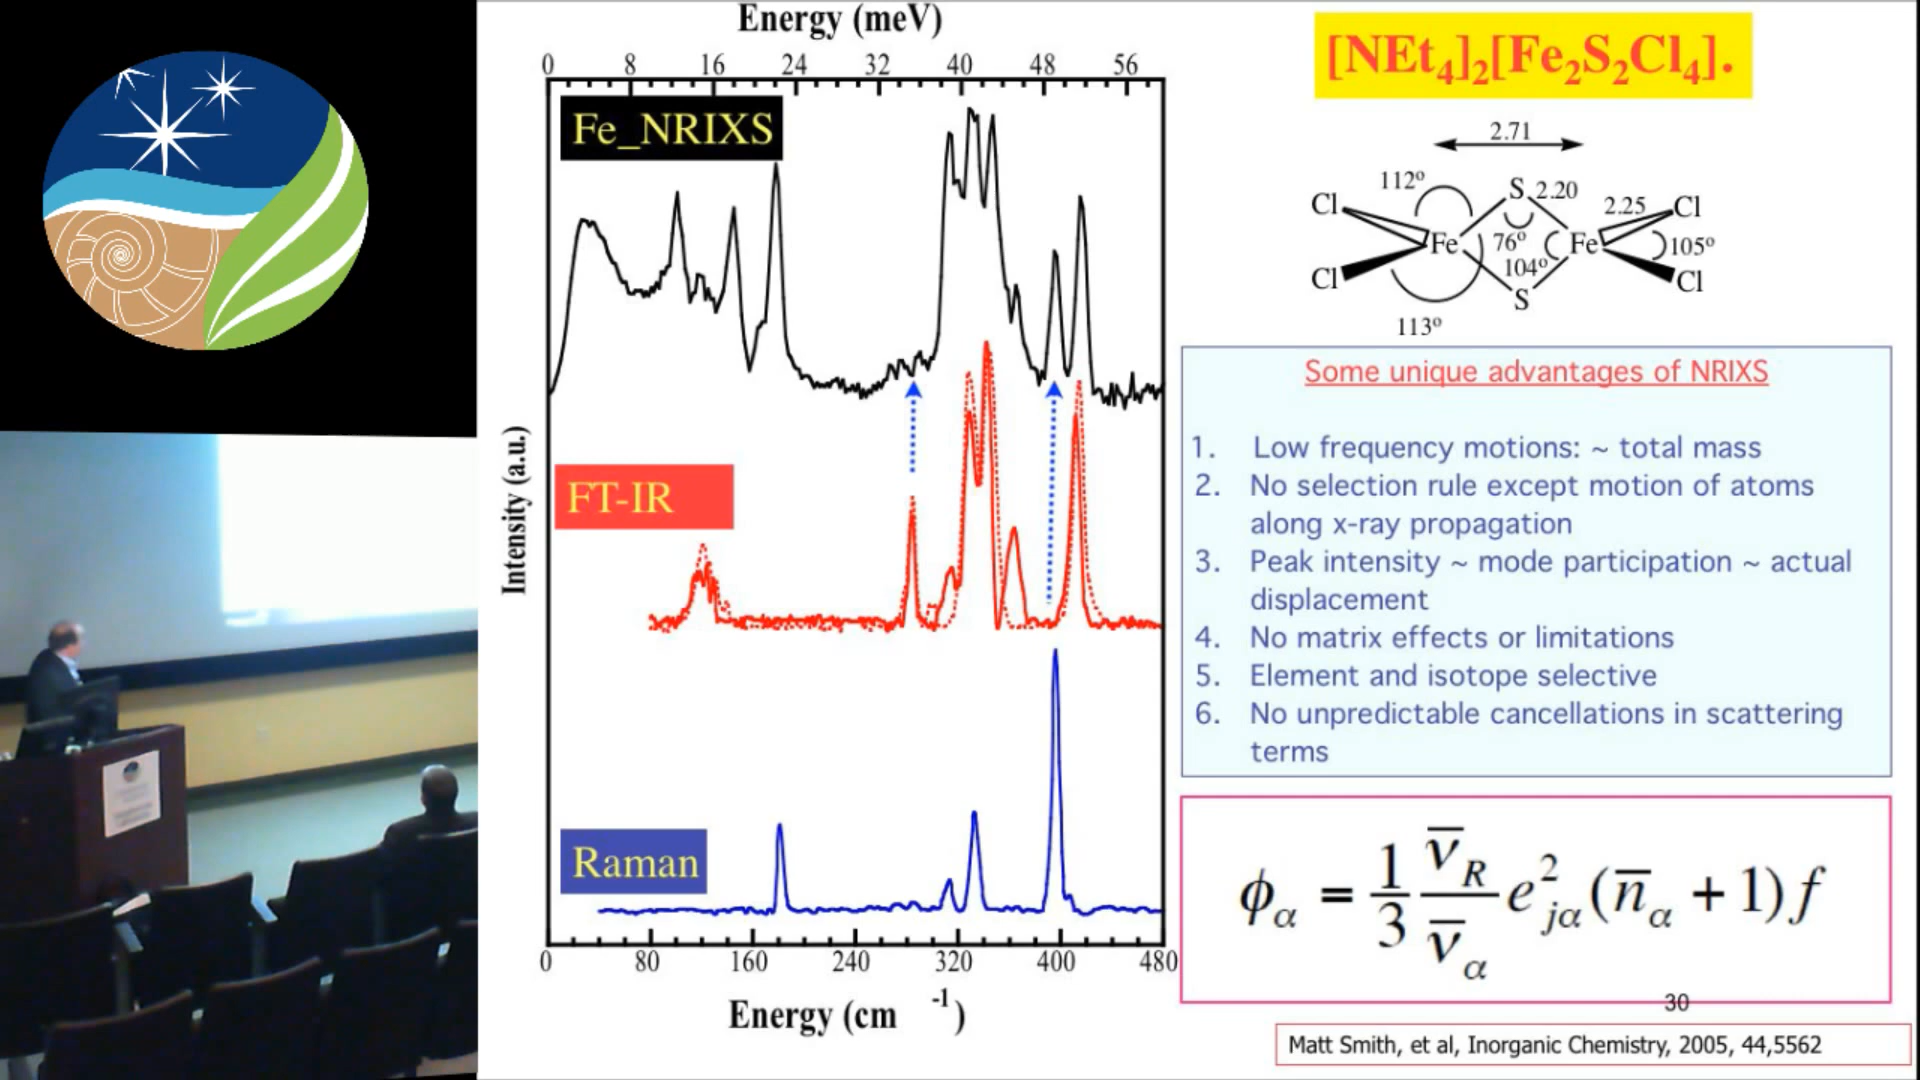 Energy (meV)
0 8 16 24 32 40 48 56
Fe_NRIXS
FT-IR
Raman
Intensity (a.u.)
0 80 160 240 320 400 480
Energy (cm -1)
[NEt4]2[Fe2S2Cl4].
2.71
112º
S 2.20
Cl
2.25
Cl
Fe
76º
Fe
105º
104º
Cl
Cl
S
113º
Some unique advantages of NRIXS
1. Low frequency motions: ~ total mass
2. No selection rule except motion of atoms
along x-ray propagation
3. Peak intensity ~ mode participation ~ actual
displacement
4. No matrix effects or limitations
5. Element and isotope selective
6. No unpredictable cancellations in scattering
terms
ϕα = 1/3 ν̅R/ν̅α e²jα(n̅α + 1)f
30
Matt Smith, et al, Inorganic Chemistry, 2005, 44,5562